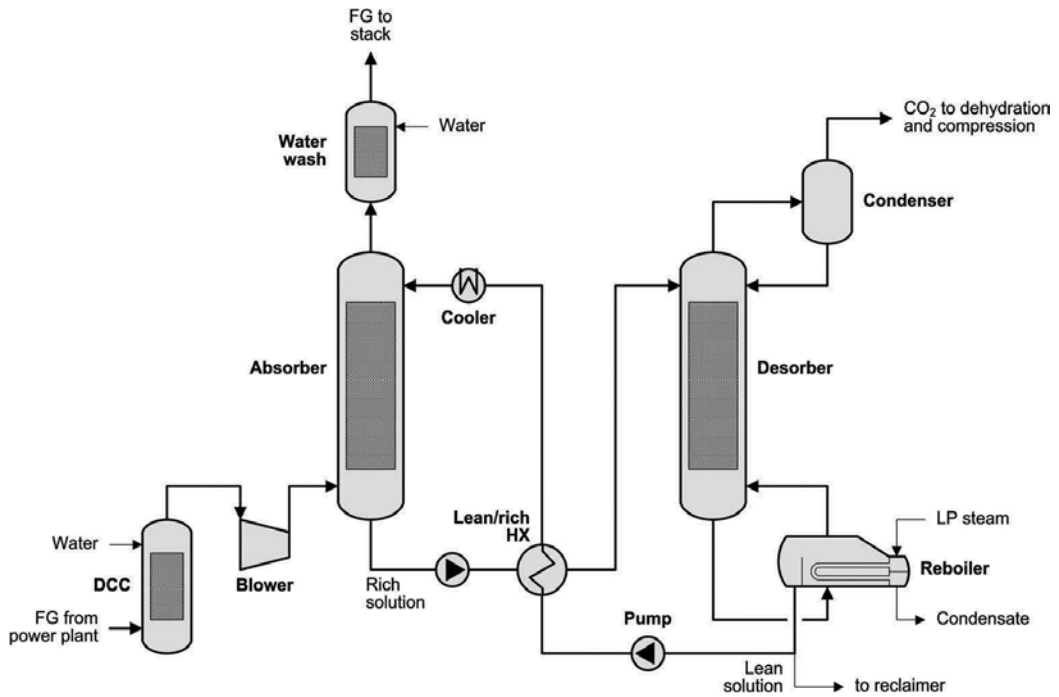 FG to
stack
Water
wash
Water
CO₂ to dehydration
and compression
Condenser
Cooler
Absorber
Desorber
Lean/rich
HX
LP steam
Water
DCC
Blower
Rich
solution
Reboiler
FG from
power plant
Pump
Condensate
Lean
solution
to reclaimer